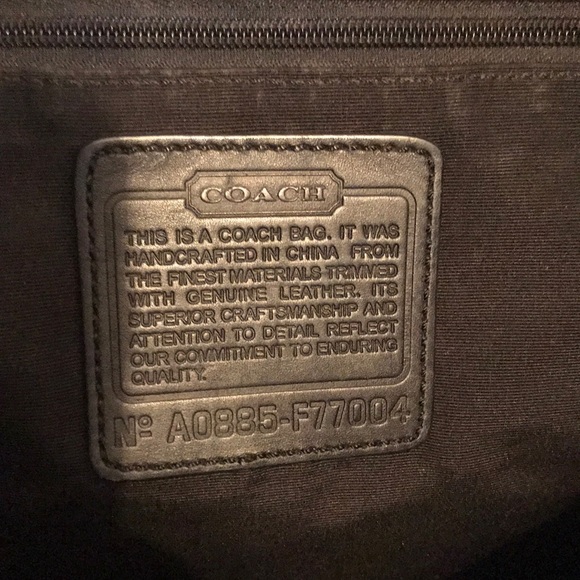 COACH
THIS IS A COACH BAG. IT WAS
HANDCRAFTED IN CHINA FROM
THE FINEST MATERIALS TRIMMED
WITH GENUINE LEATHER. ITS
SUPERIOR CRAFTSMANSHIP AND
ATTENTION TO DETAIL REFLECT
OUR COMMITMENT TO ENDURING
QUALITY.
Nº A0885-F77004